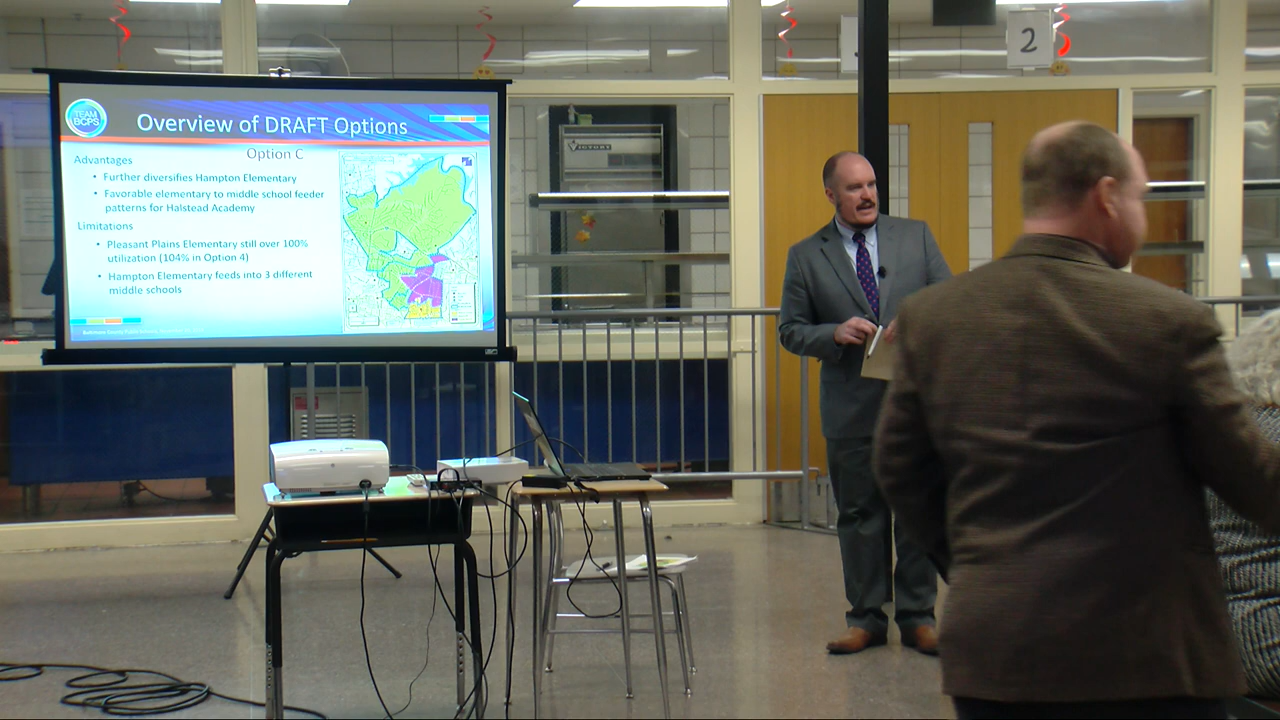 2
TEAM
BCPS
Overview of DRAFT Options
Option C
Advantages
• Further diversifies Hampton Elementary
• Favorable elementary to middle school feeder
patterns for Halstead Academy
Limitations
• Pleasant Plains Elementary still over 100%
utilization (104% in Option 4)
• Hampton Elementary feeds into 3 different
middle schools
VICTORY